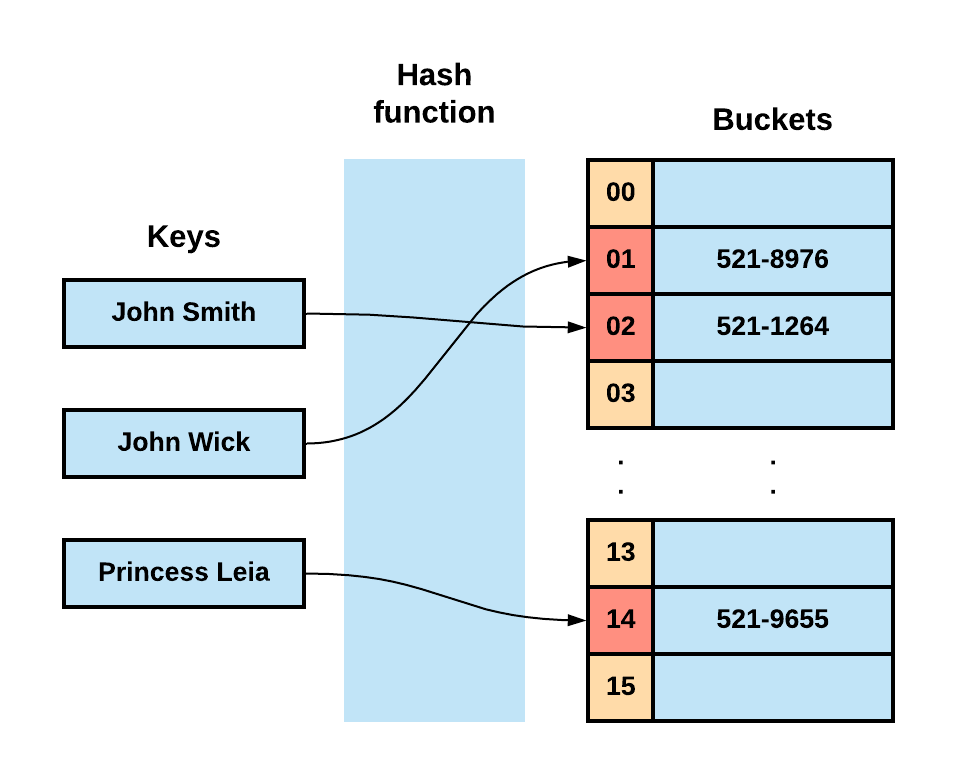 Hash
function
Buckets
Keys
John Smith
John Wick
Princess Leia
00
01 521-8976
02 521-1264
03
. .
. .
13
14 521-9655
15